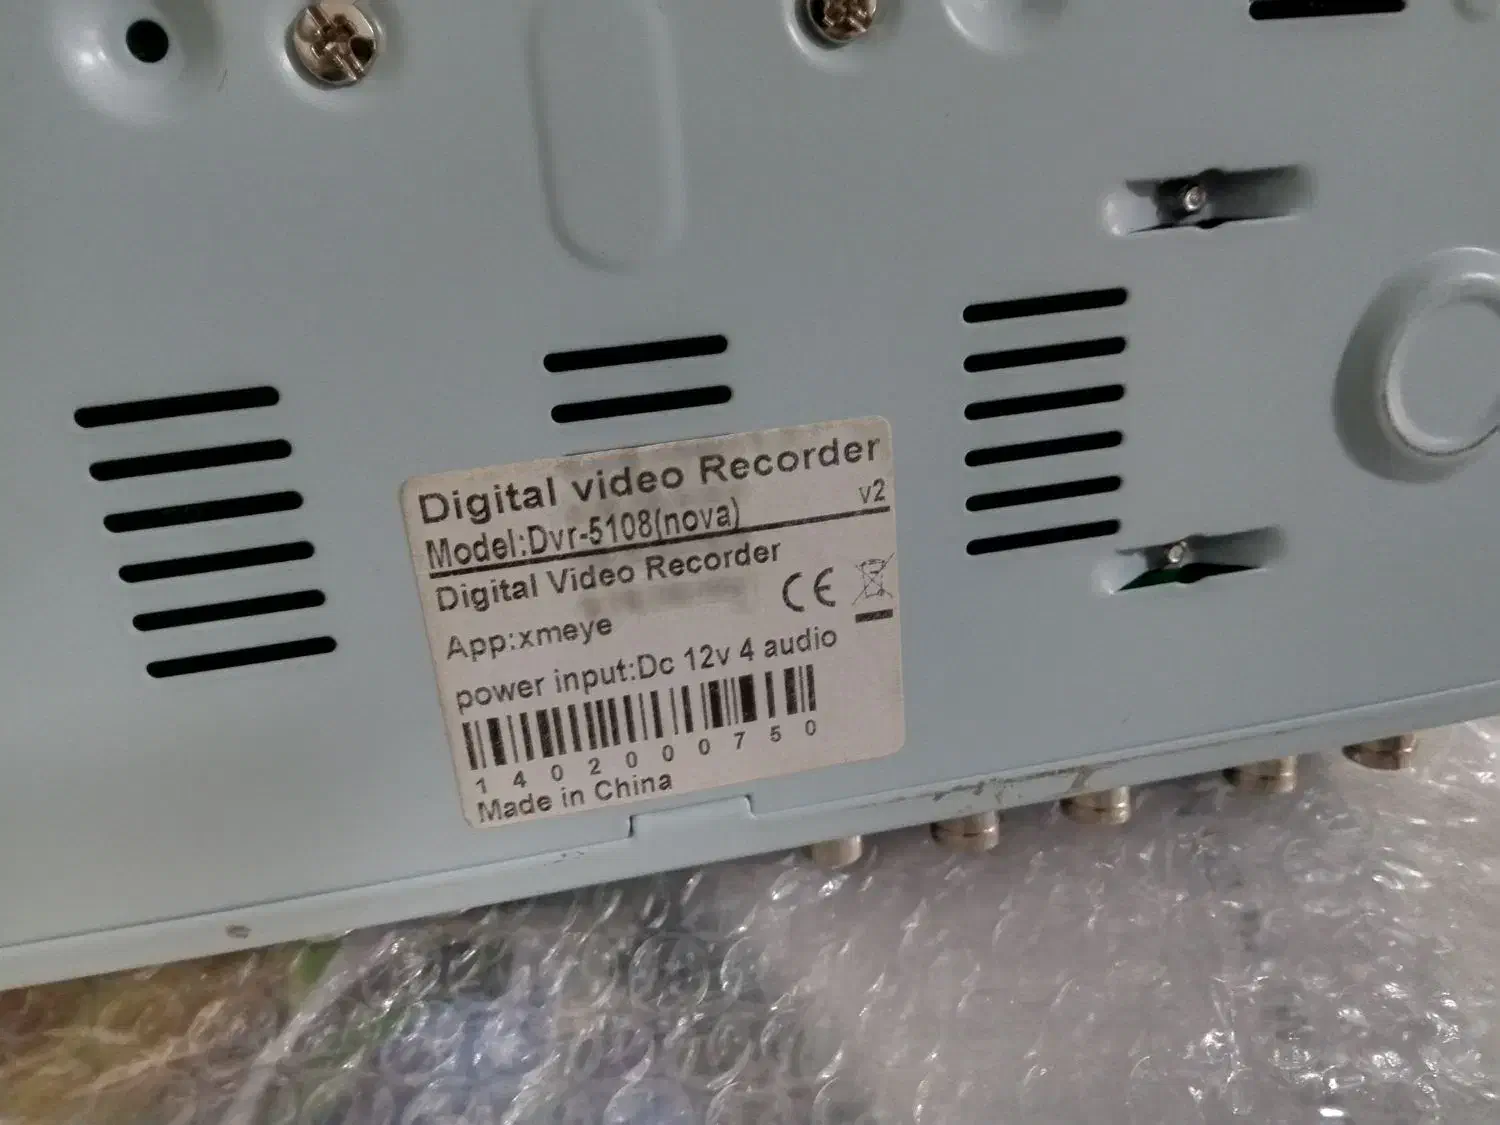 Digital video Recorder
Model:Dvr-5108(nova) v2
Digital Video Recorder
CE
App:xmeye
power input:Dc 12v 4 audio
1 4 0 2 0 0 0 7 5 0
Made in China